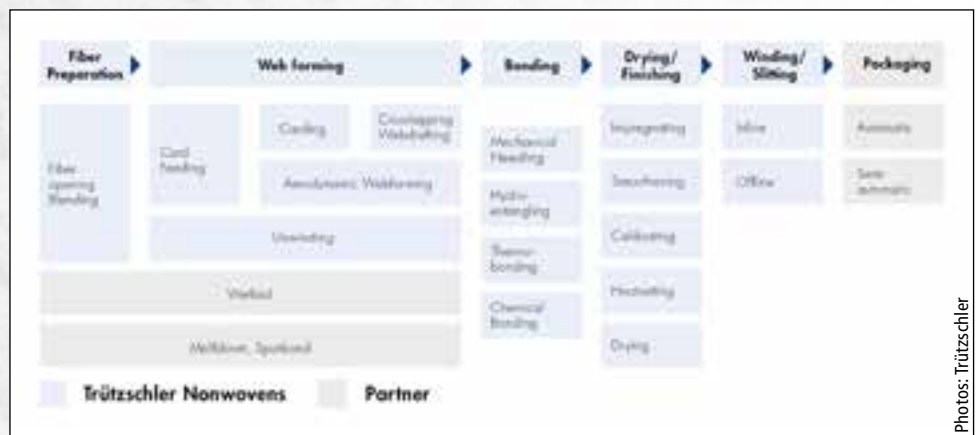 Fiber
Preparation
Web forming
Bonding
Drying/
Finishing
Winding/
Slitting
Packaging
Fiber
opening
Blending
Card
feeding
Carding
Crosslapping
Webdrafting
Aerodynamic Webforming
Unwinding
Wetlaid
Meltblown, Spunbond
Mechanical
Needling
Hydro-
entangling
Thermo-
bonding
Chemical
Bonding
Impregnating
Calibrating
Heatsetting
Drying
Inline
Offline
Automatic
Semi-
automatic
Trützschler Nonwovens
Partner
Photos: Trützschler